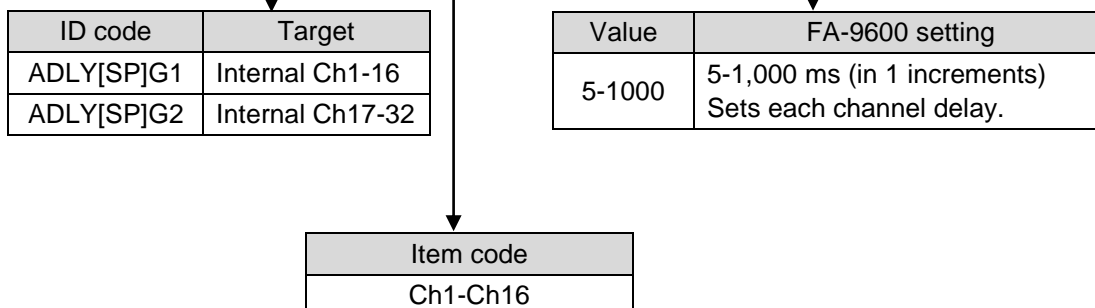 ID code Target
ADLY[SP]G1 Internal Ch1-16
ADLY[SP]G2 Internal Ch17-32
Value FA-9600 setting
5-1000 5-1,000 ms (in 1 increments)
Sets each channel delay.
Item code
Ch1-Ch16